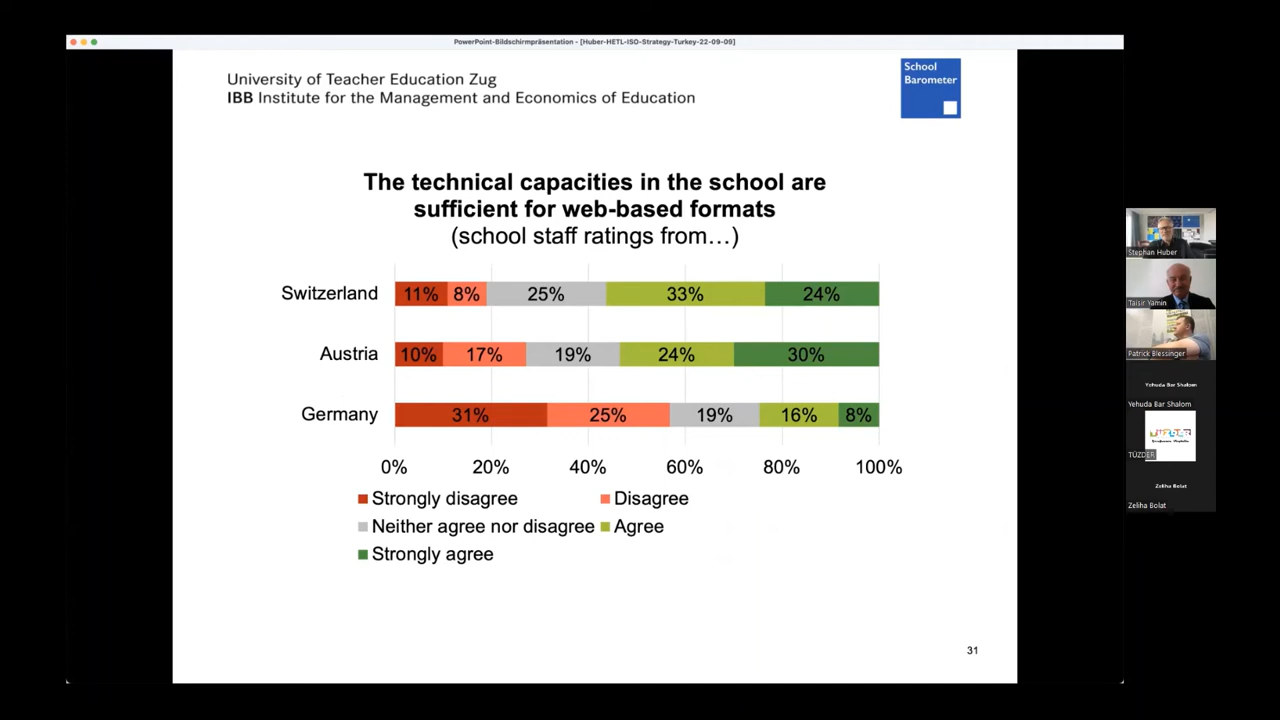 PowerPoint-Bildschirmpräsentation - [Huber-HETL-ISO-Strategy-Turkey-22-09-09]
University of Teacher Education Zug
IBB Institute for the Management and Economics of Education
School
Barometer
The technical capacities in the school are
sufficient for web-based formats
(school staff ratings from…)
Switzerland 11% 8% 25% 33% 24%
Austria 10% 17% 19% 24% 30%
Germany 31% 25% 19% 16% 8%
0% 20% 40% 60% 80% 100%
Strongly disagree Disagree
Neither agree nor disagree Agree
Strongly agree
31
Stephan Huber
Taisir Yamin
Patrick Blessinger
Yehuda Bar Shalom
Yehuda Bar Shalom
TÜZDER
Zeliha Bolat
Zeliha Bolat